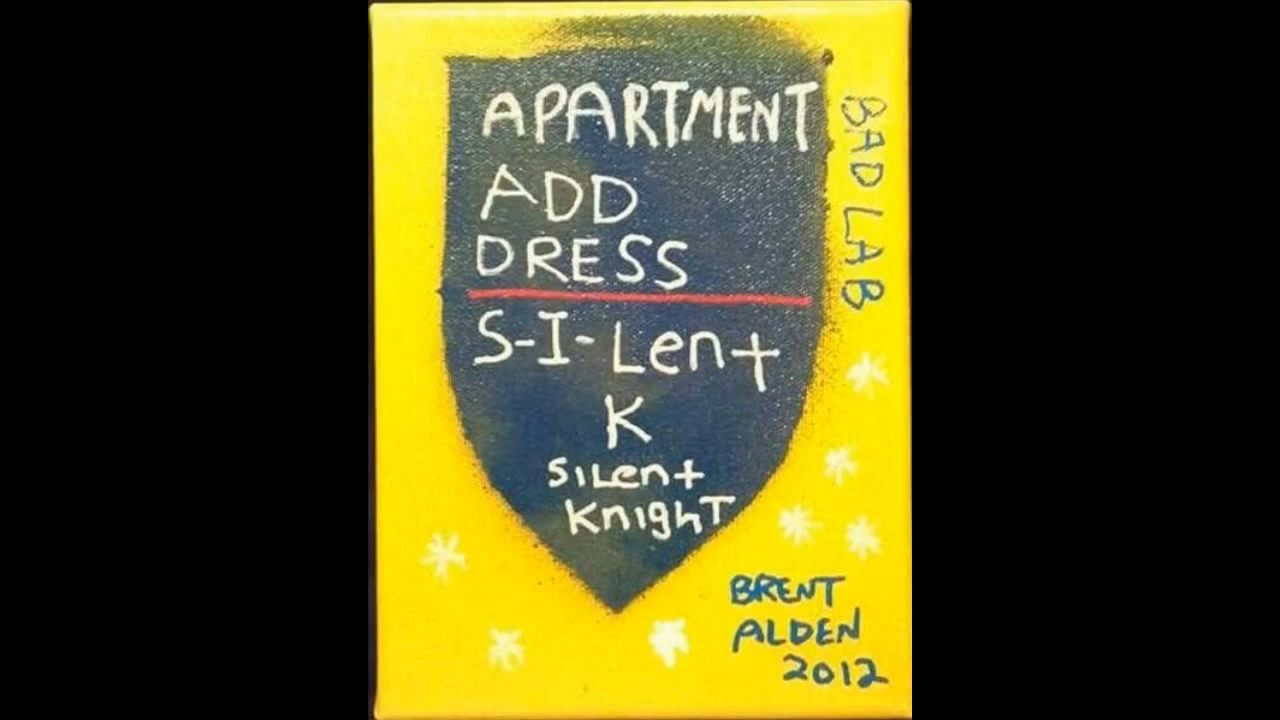 APARTMENT
ADD
DRESS
S-I-Lent
K
SiLent
KnighT
BAD LAB
BRENT
ALDEN
2012